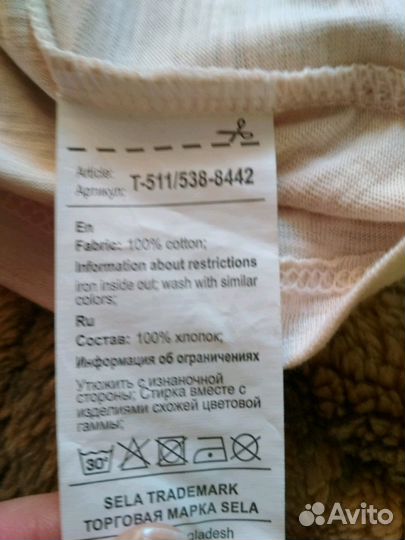 Article:
Артикул: T-511/538-8442
En
Fabric: 100% cotton;
Information about restrictions
Iron inside out; wash with similar
colors;
Ru
Состав: 100% хлопок;
Информация об ограничениях
Утюжить с изнаночной
стороны; Стирка вместе с
изделиями схожей цветовой
гаммы;
30°
SELA TRADEMARK
ТОРГОВАЯ МАРКА SELA
Avito